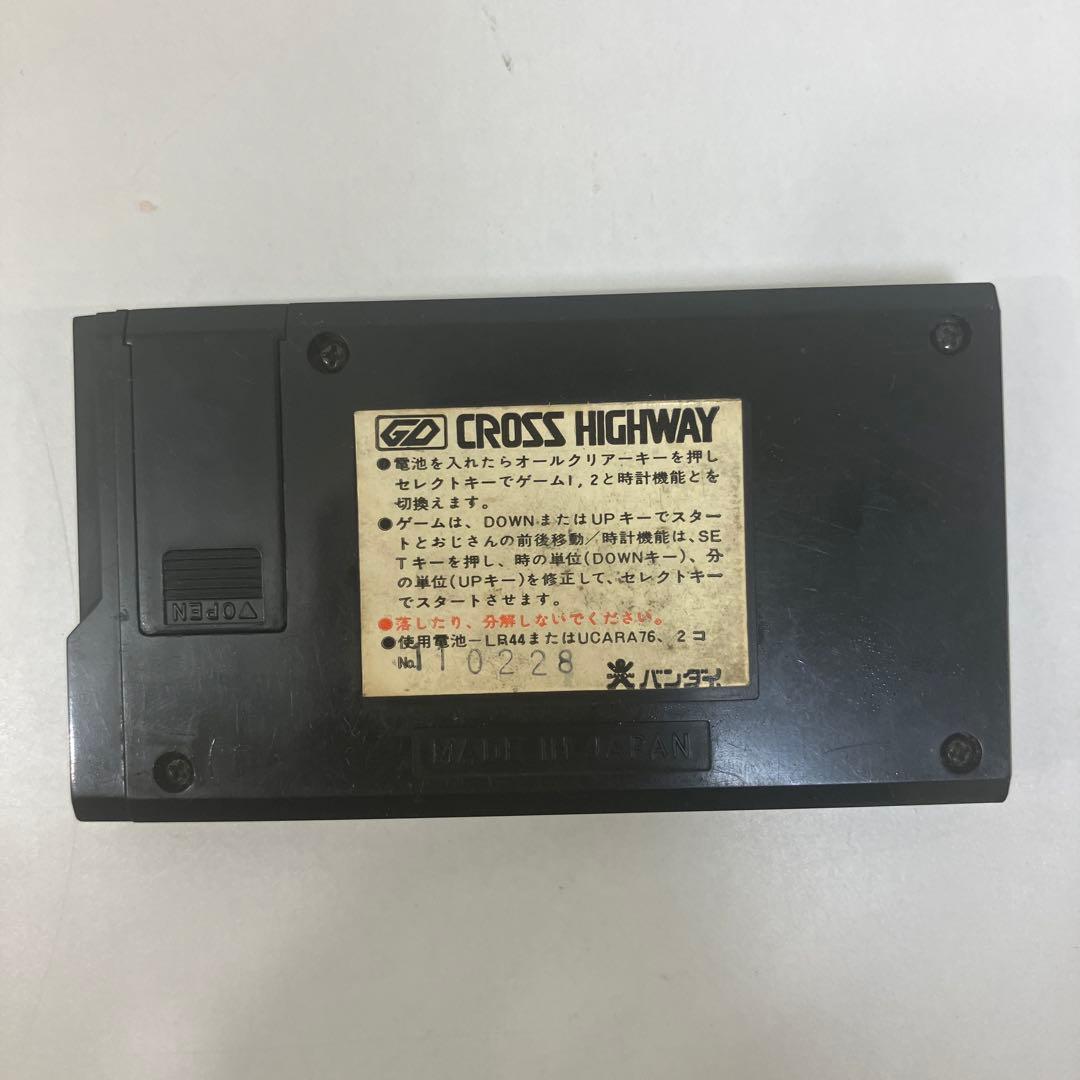 GD CROSS HIGHWAY
●電池を入れたらオールクリアーキーを押し
セレクトキーでゲーム1,2と時計機能とを
切換えます。
●ゲームは、DOWNまたはUPキーでスター
トとおじさんの前後移動/時計機能は、SE
Tキーを押し、時の単位(DOWNキー)、分
の単位(UPキー)を修正して、セレクトキー
でスタートさせます。
●落したり、分解しないでください。
●使用電池-LR44またはUCARA76、2コ
No.110228 バンダイ
MADE IN JAPAN
▽OPEN